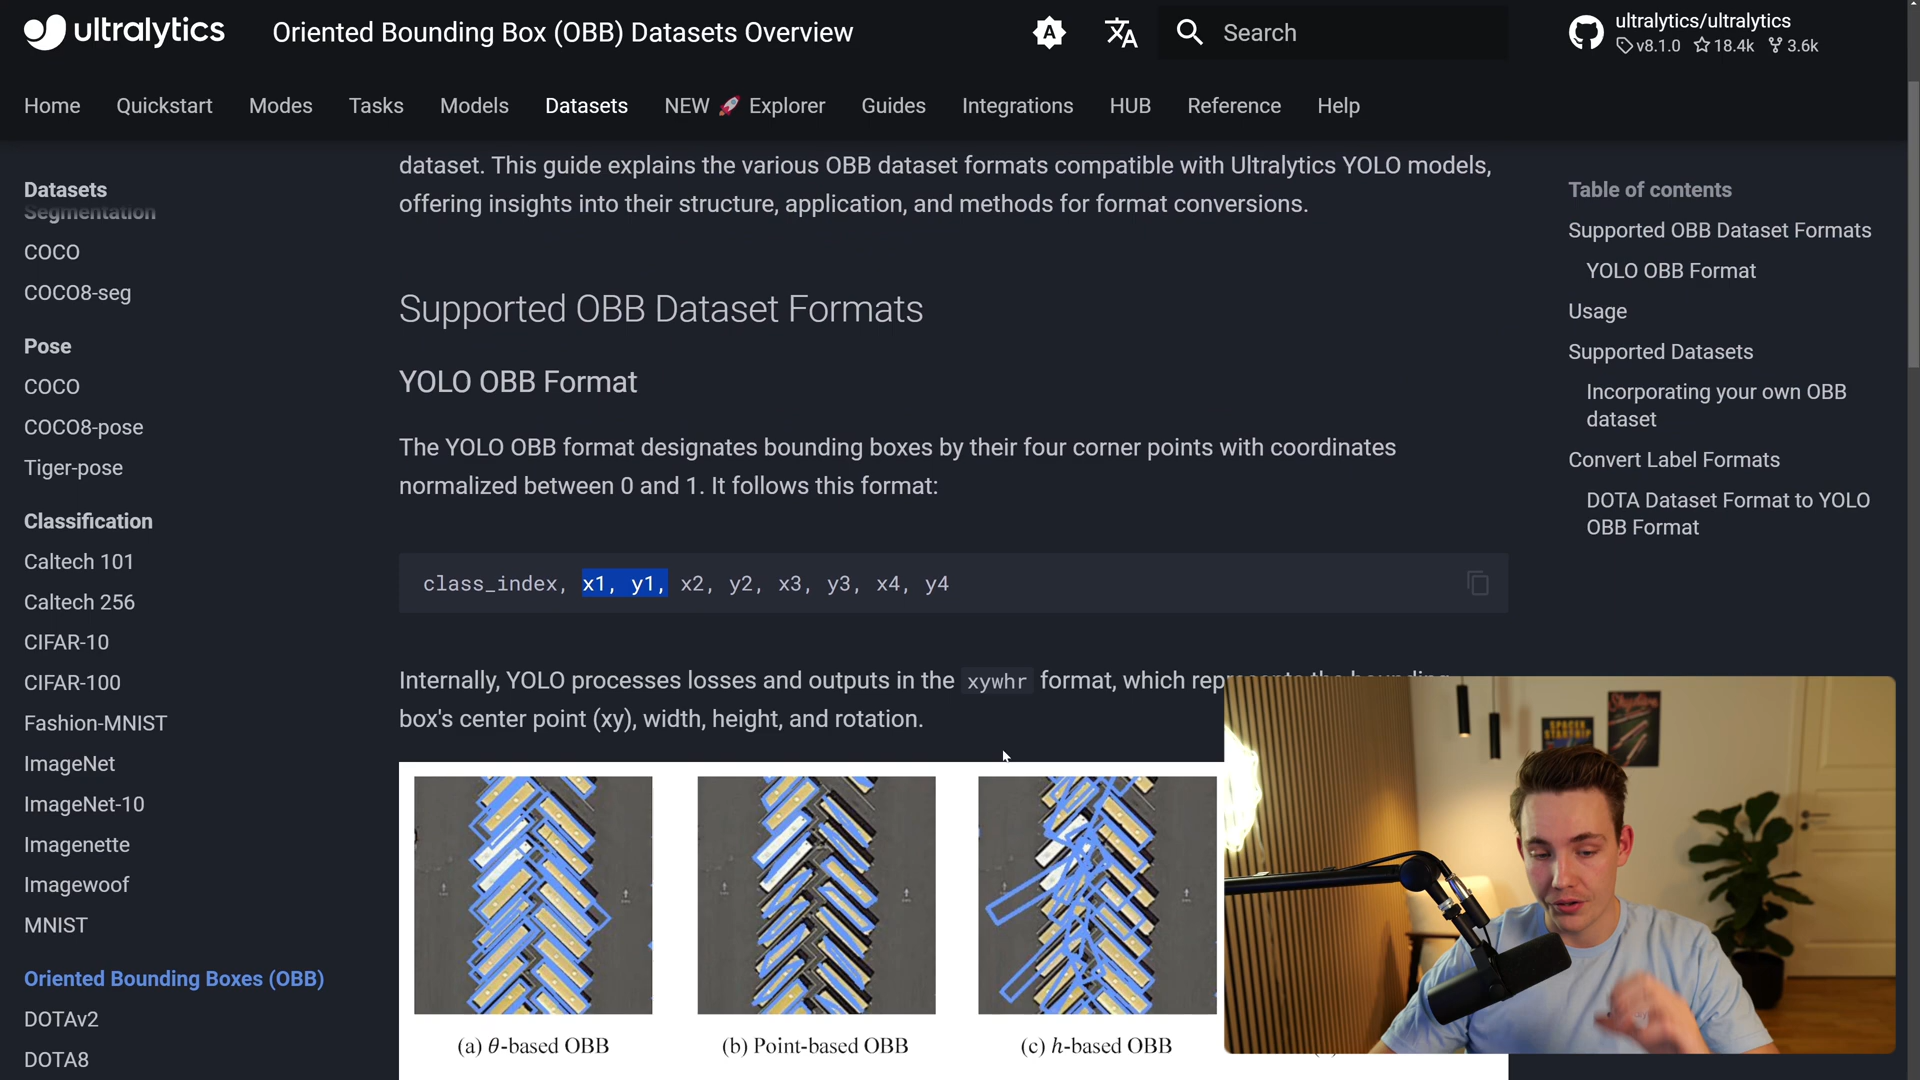 ultralytics
Oriented Bounding Box (OBB) Datasets Overview
Search
ultralytics/ultralytics
v8.1.0 18.4k 3.6k
Home Quickstart Modes Tasks Models Datasets NEW 🚀 Explorer Guides Integrations HUB Reference Help
Datasets
Segmentation
COCO
COCO8-seg
Pose
COCO
COCO8-pose
Tiger-pose
Classification
Caltech 101
Caltech 256
CIFAR-10
CIFAR-100
Fashion-MNIST
ImageNet
ImageNet-10
Imagenette
Imagewoof
MNIST
Oriented Bounding Boxes (OBB)
DOTAv2
DOTA8
dataset. This guide explains the various OBB dataset formats compatible with Ultralytics YOLO models,
offering insights into their structure, application, and methods for format conversions.
Supported OBB Dataset Formats
YOLO OBB Format
The YOLO OBB format designates bounding boxes by their four corner points with coordinates
normalized between 0 and 1. It follows this format:
class_index, x1, y1, x2, y2, x3, y3, x4, y4
Internally, YOLO processes losses and outputs in the xywhr format, which represents the bounding
box's center point (xy), width, height, and rotation.
(a) θ-based OBB
(b) Point-based OBB
(c) h-based OBB
Table of contents
Supported OBB Dataset Formats
YOLO OBB Format
Usage
Supported Datasets
Incorporating your own OBB
dataset
Convert Label Formats
DOTA Dataset Format to YOLO
OBB Format